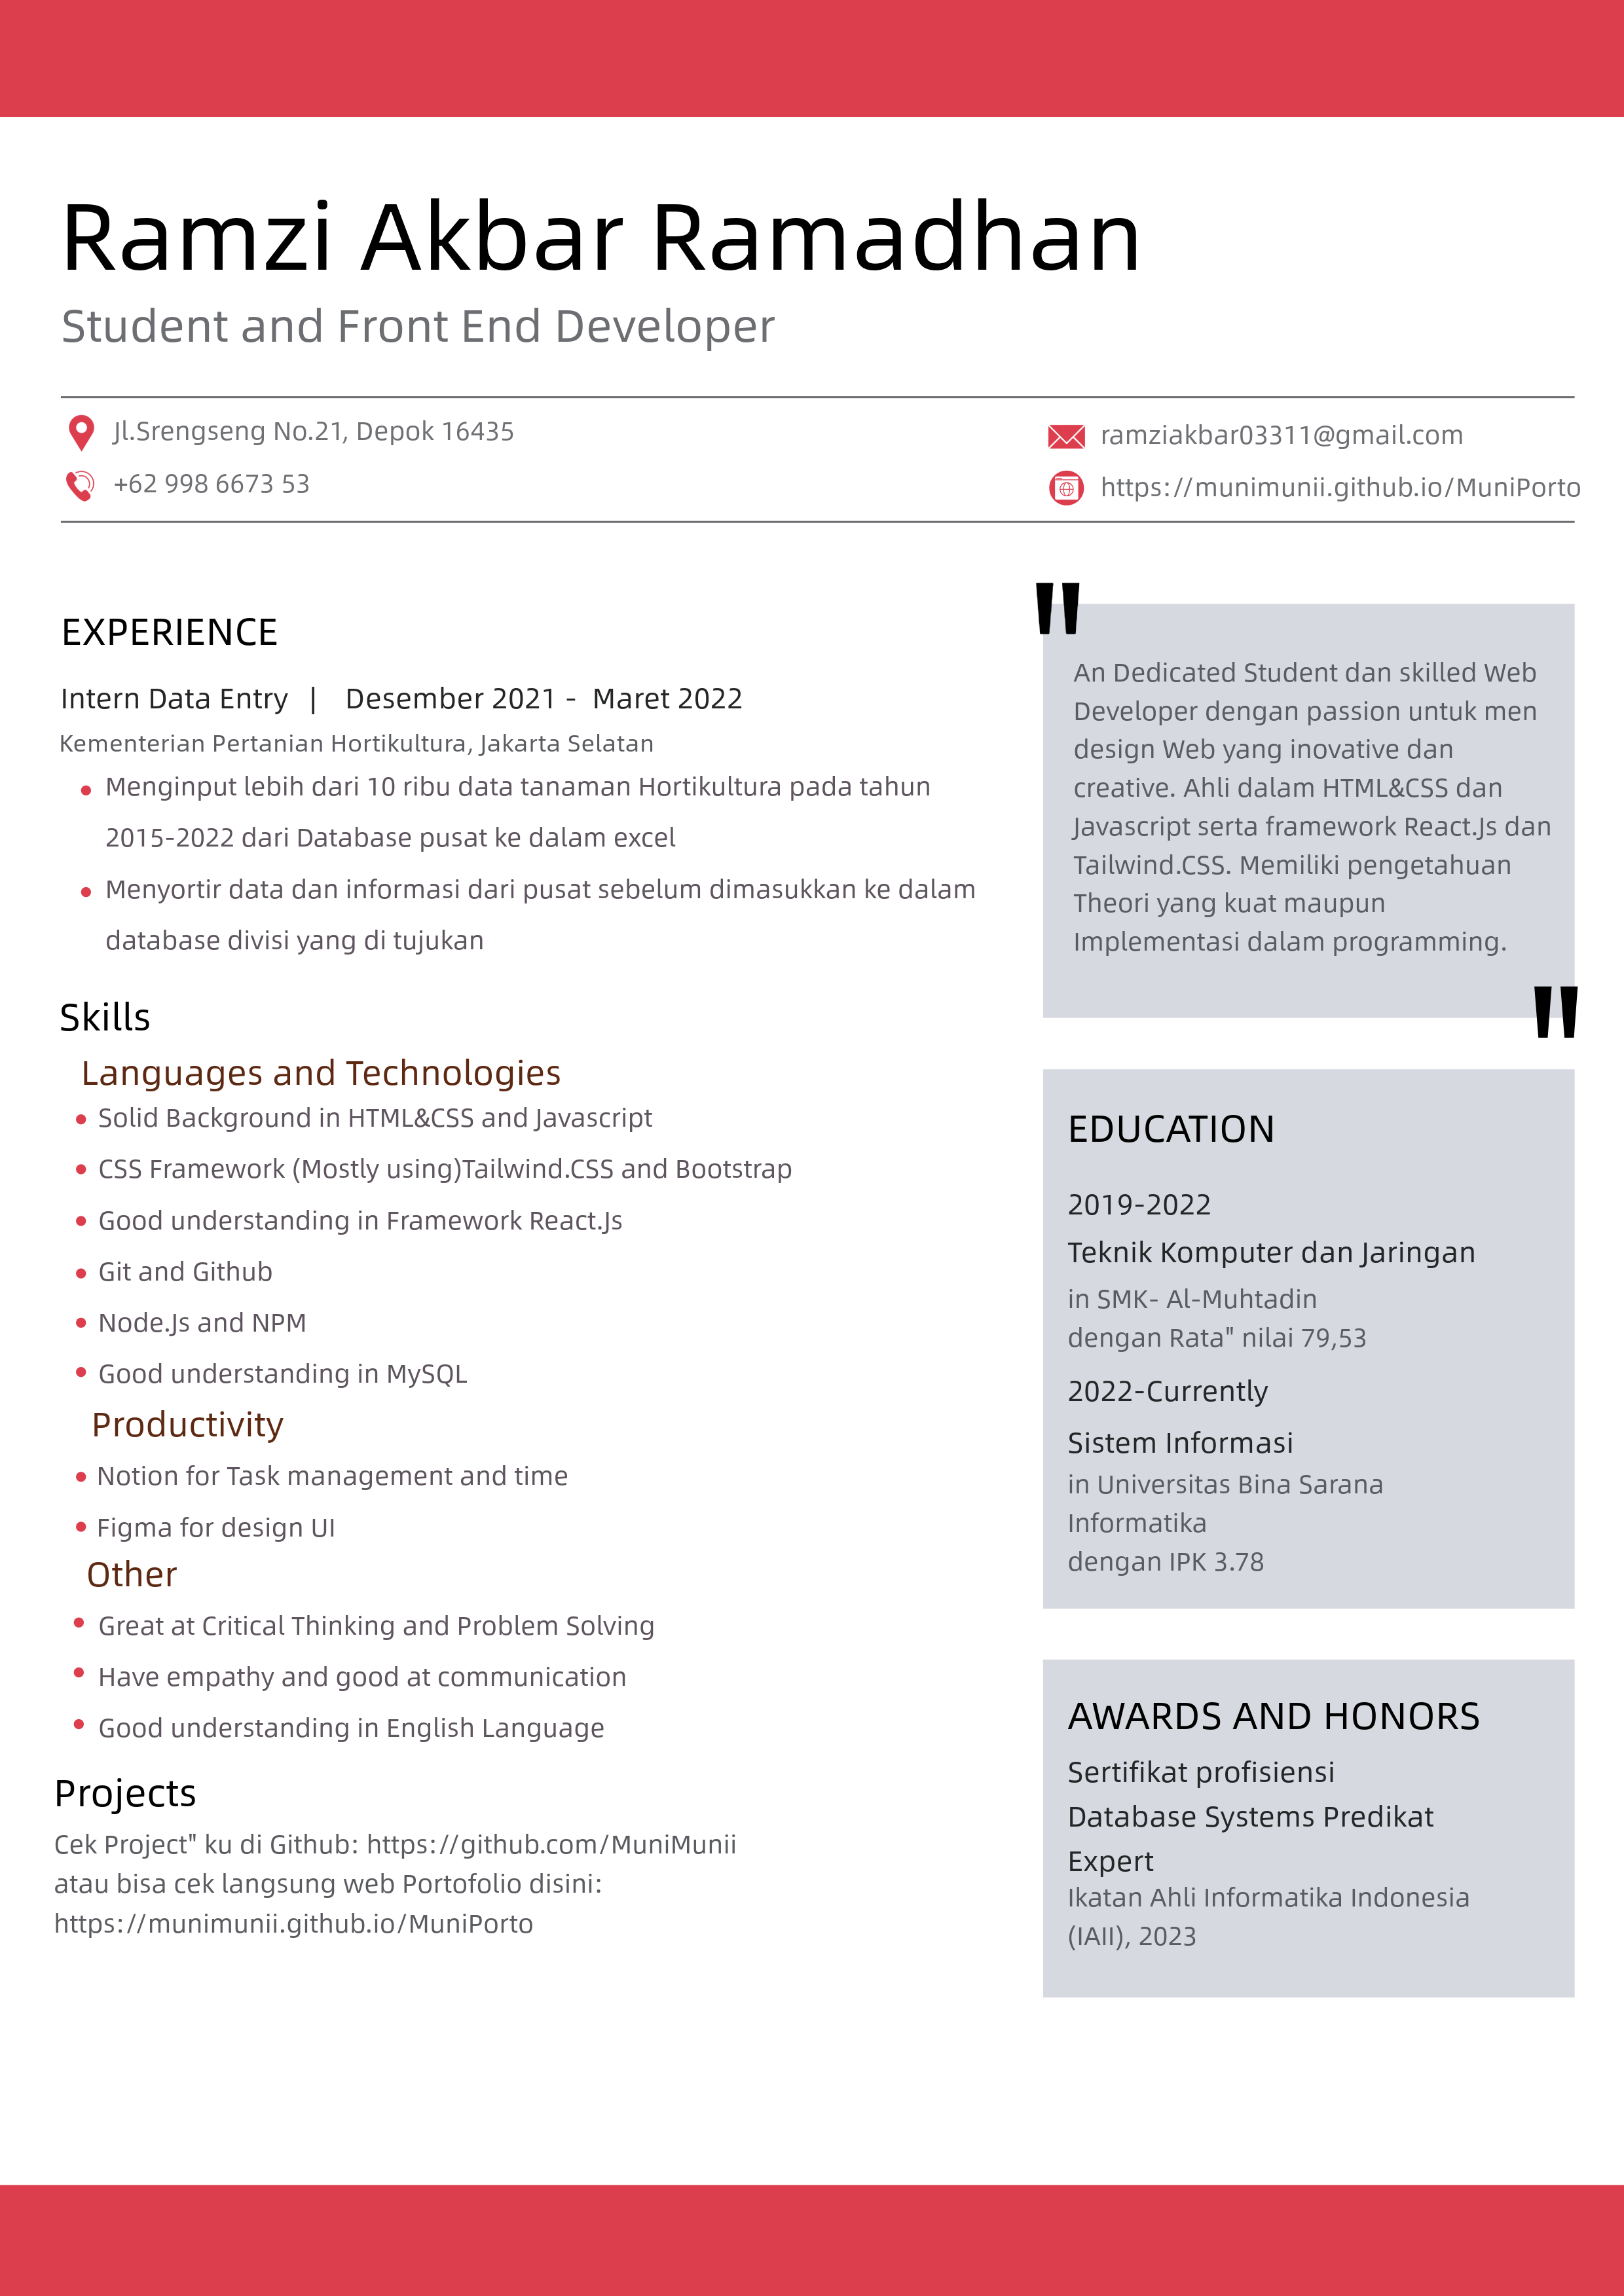 Ramzi Akbar Ramadhan
Student and Front End Developer
Jl.Srengseng No.21, Depok 16435
+62 998 6673 53
ramziakbar03311@gmail.com
https://munimunii.github.io/MuniPorto
EXPERIENCE
Intern Data Entry | Desember 2021 - Maret 2022
Kementerian Pertanian Hortikultura, Jakarta Selatan
Menginput lebih dari 10 ribu data tanaman Hortikultura pada tahun
2015-2022 dari Database pusat ke dalam excel
Menyortir data dan informasi dari pusat sebelum dimasukkan ke dalam
database divisi yang di tujukan
Skills
Languages and Technologies
Solid Background in HTML&CSS and Javascript
CSS Framework (Mostly using)Tailwind.CSS and Bootstrap
Good understanding in Framework React.Js
Git and Github
Node.Js and NPM
Good understanding in MySQL
Productivity
Notion for Task management and time
Figma for design UI
Other
Great at Critical Thinking and Problem Solving
Have empathy and good at communication
Good understanding in English Language
Projects
Cek Project" ku di Github: https://github.com/MuniMunii
atau bisa cek langsung web Portofolio disini:
https://munimunii.github.io/MuniPorto
"
An Dedicated Student dan skilled Web
Developer dengan passion untuk men
design Web yang inovative dan
creative. Ahli dalam HTML&CSS dan
Javascript serta framework React.Js dan
Tailwind.CSS. Memiliki pengetahuan
Theori yang kuat maupun
Implementasi dalam programming.
"
EDUCATION
2019-2022
Teknik Komputer dan Jaringan
in SMK- Al-Muhtadin
dengan Rata" nilai 79,53
2022-Currently
Sistem Informasi
in Universitas Bina Sarana
Informatika
dengan IPK 3.78
AWARDS AND HONORS
Sertifikat profisiensi
Database Systems Predikat
Expert
Ikatan Ahli Informatika Indonesia
(IAII), 2023